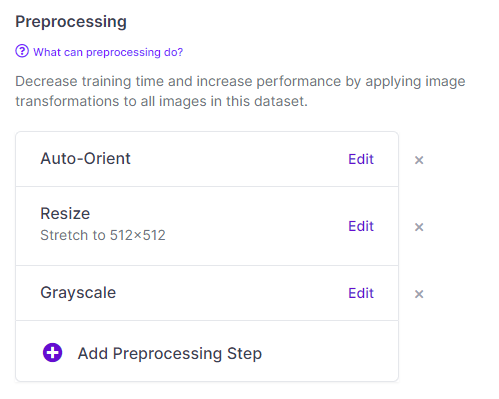 Preprocessing
What can preprocessing do?
Decrease training time and increase performance by applying image
transformations to all images in this dataset.
Auto-Orient
Edit
×
Resize
Stretch to 512×512
Edit
×
Grayscale
Edit
×
Add Preprocessing Step